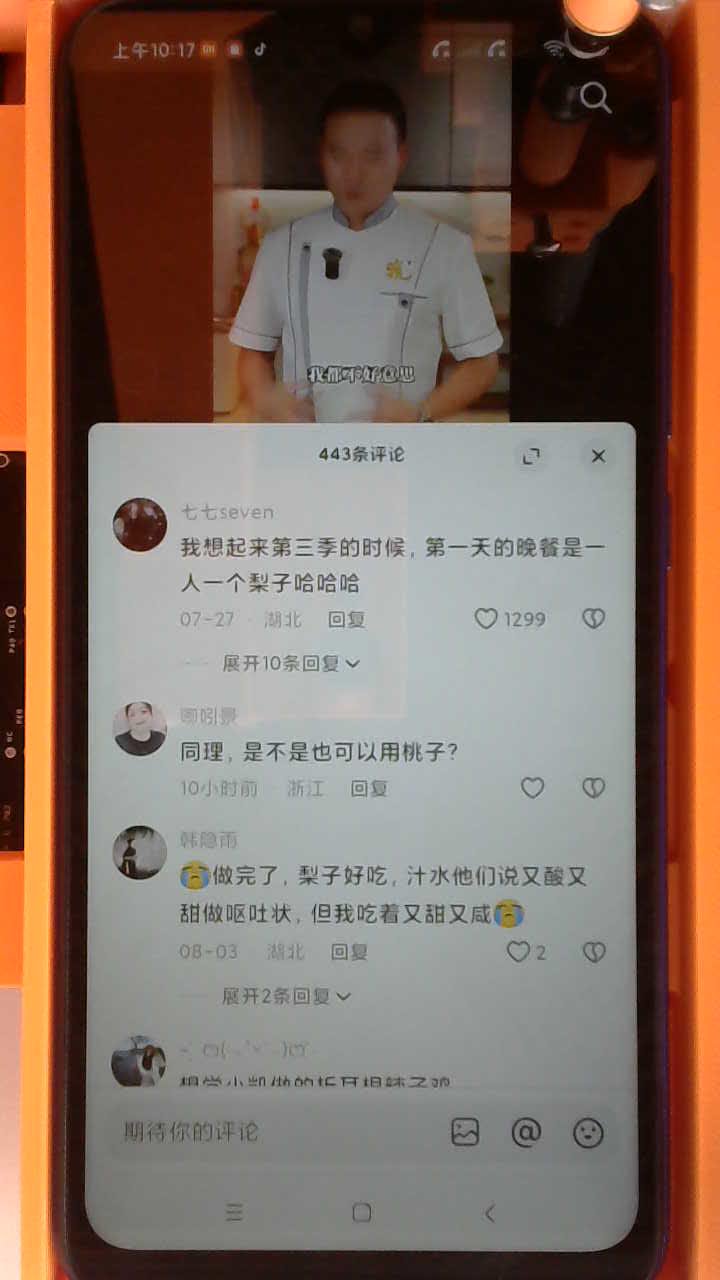 上午10:17
我都不好意思
443条评论
七七seven
我想起来第三季的时候，第一天的晚餐是一
人一个梨子哈哈哈
07-27 · 湖北 回复 1299
展开10条回复
同理，是不是也可以用桃子？
10小时前 · 浙江 回复
韩隐雨
😭做完了，梨子好吃，汁水他们说又酸又
甜做呕吐状，但我吃着又甜又咸😭
08-03 · 湖北 回复 2
展开2条回复
期待你的评论